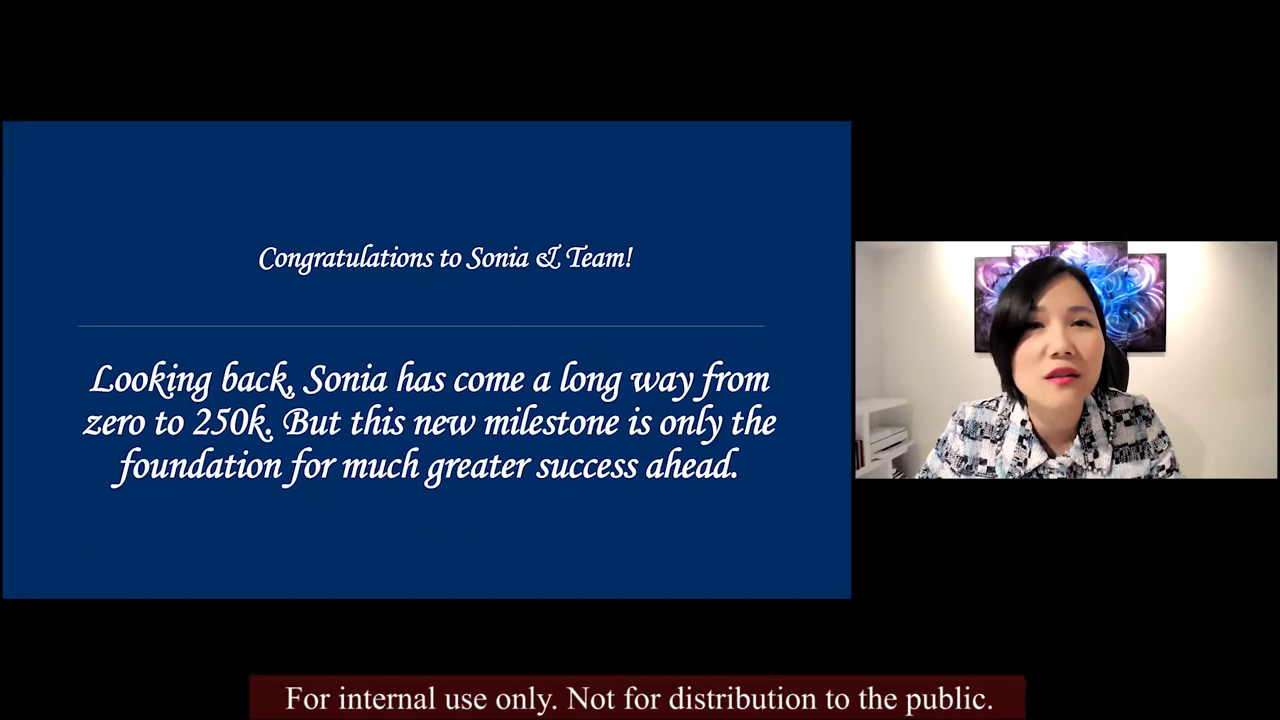 Congratulations to Sonia & Team!
Looking back, Sonia has come a long way from
zero to 250k. But this new milestone is only the
foundation for much greater success ahead.
For internal use only. Not for distribution to the public.